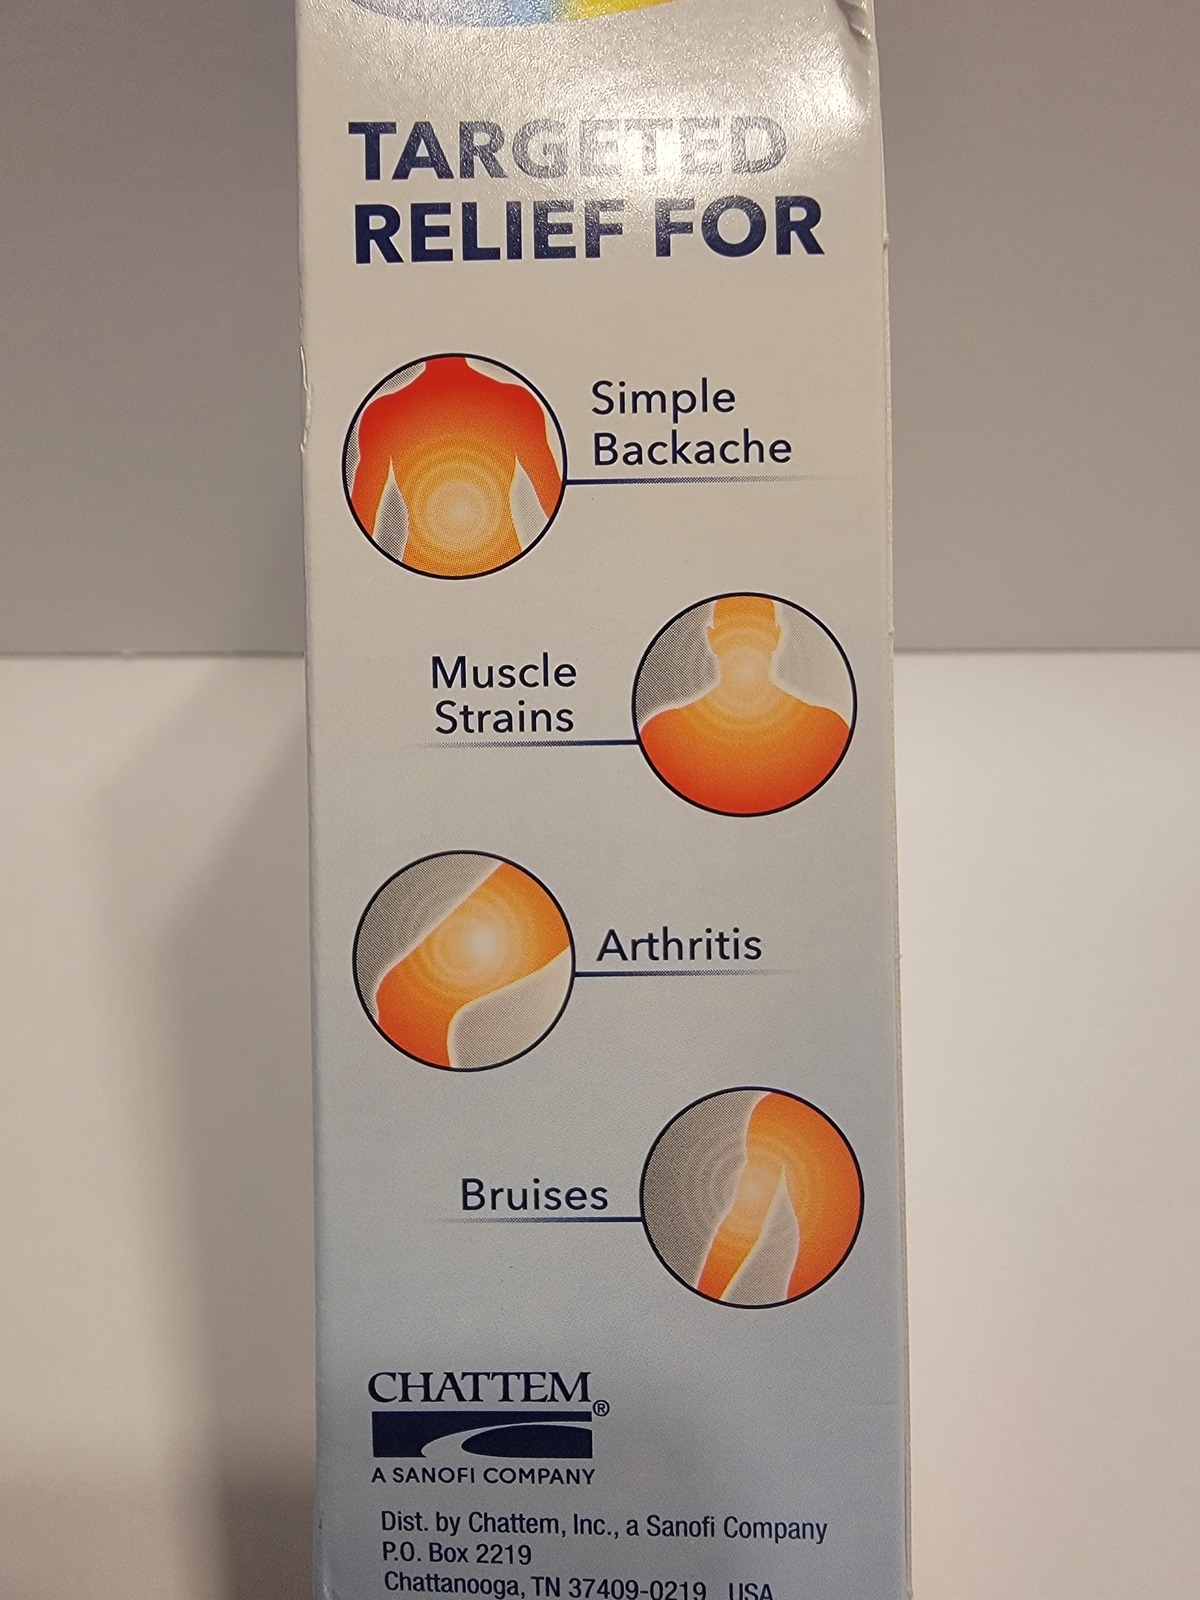 TARGETED
RELIEF FOR
Simple
Backache
Muscle
Strains
Arthritis
Bruises
CHATTEM®
A SANOFI COMPANY
Dist. by Chattem, Inc., a Sanofi Company
P.O. Box 2219
Chattanooga, TN 37409-0219 USA